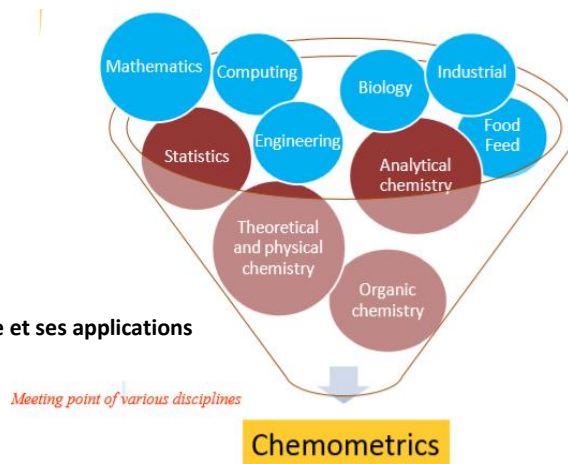 Mathematics
Computing
Biology
Industrial
Statistics
Engineering
Analytical
chemistry
Food
Feed
Theoretical
and physical
chemistry
Organic
chemistry
e et ses applications
Meeting point of various disciplines
Chemometrics